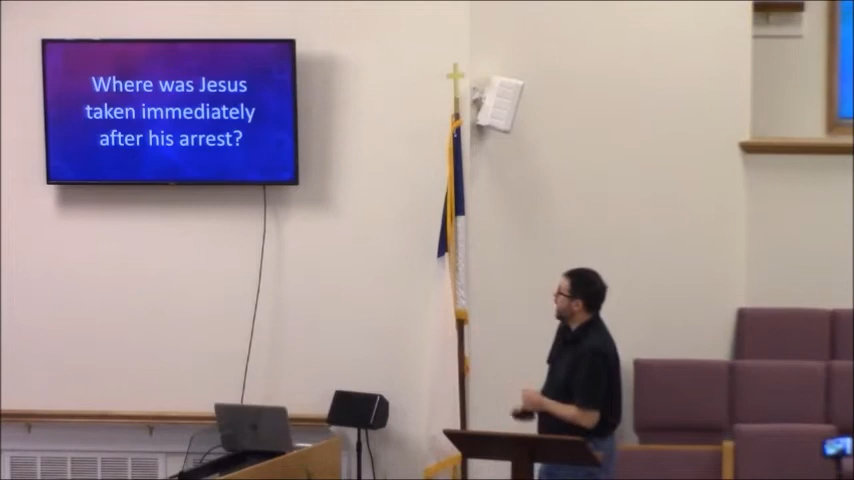 Where was Jesus
taken immediately
after his arrest?